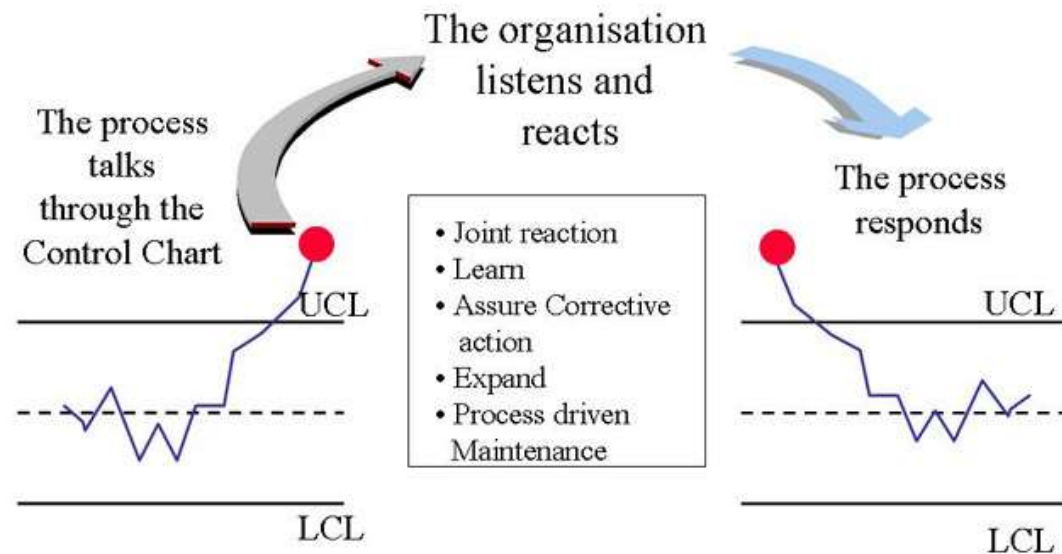 The organisation
listens and
reacts
The process
talks
through the
Control Chart
The process
responds
• Joint reaction
• Learn
• Assure Corrective
action
• Expand
• Process driven
Maintenance
UCL
LCL
UCL
LCL